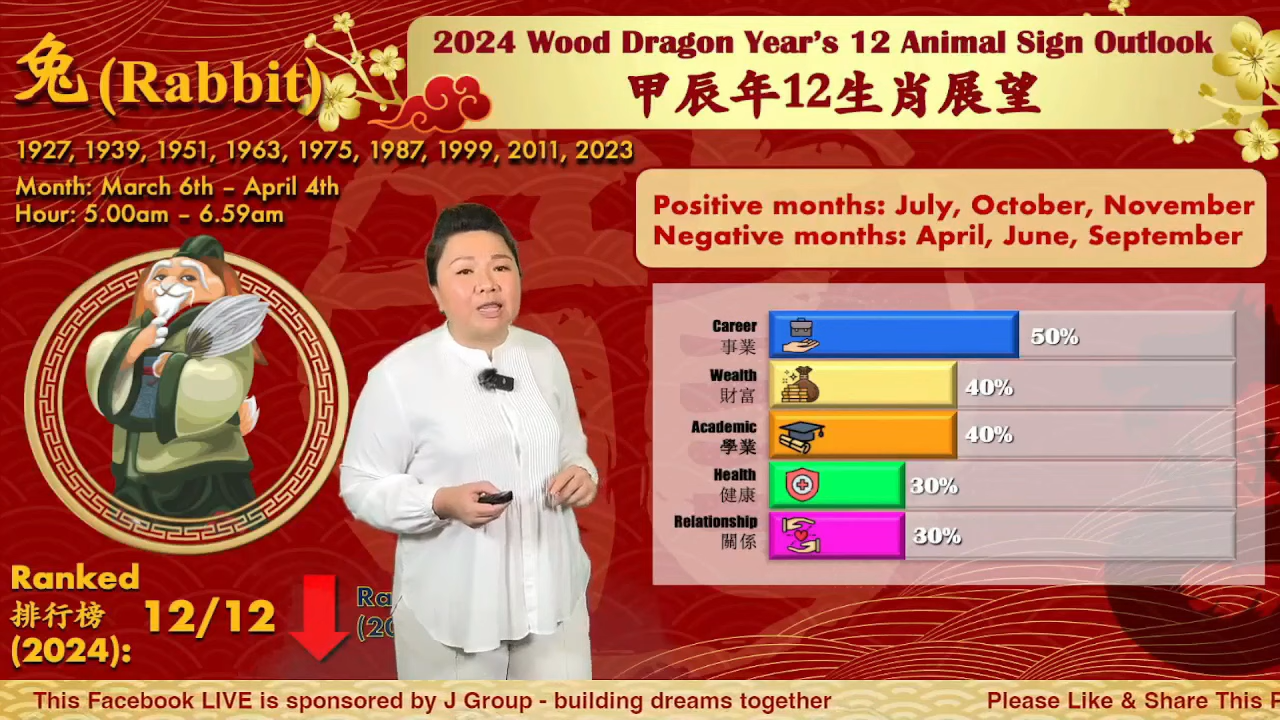 兔 (Rabbit)
2024 Wood Dragon Year's 12 Animal Sign Outlook
甲辰年12生肖展望
1927, 1939, 1951, 1963, 1975, 1987, 1999, 2011, 2023
Month: March 6th – April 4th
Hour: 5.00am – 6.59am
Positive months: July, October, November
Negative months: April, June, September
Career
事業
50%
Wealth
財富
40%
Academic
學業
40%
Health
健康
30%
Relationship
關係
30%
Ranked
排行榜
(2024):
12/12
This Facebook LIVE is sponsored by J Group - building dreams together
Please Like & Share This